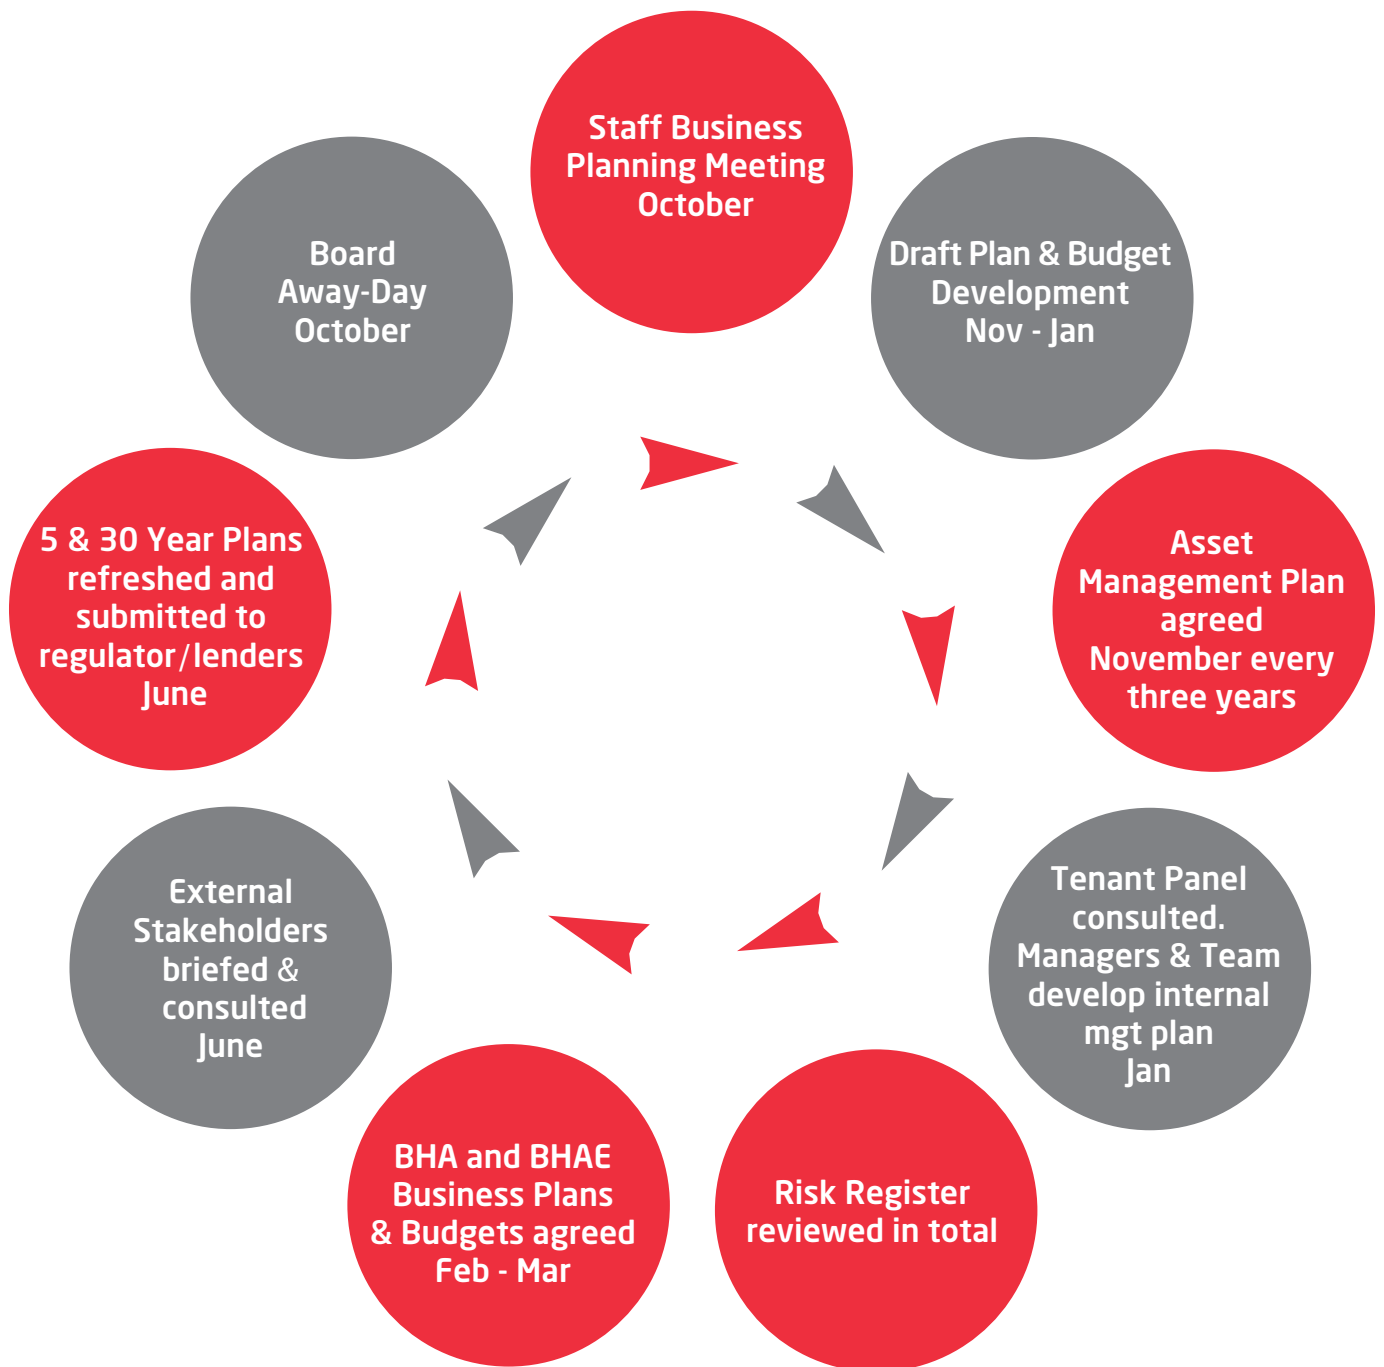 Staff Business
Planning Meeting
October
Draft Plan & Budget
Development
Nov - Jan
Asset
Management Plan
agreed
November every
three years
Tenant Panel
consulted.
Managers & Team
develop internal
mgt plan
Jan
Risk Register
reviewed in total
BHA and BHAE
Business Plans
& Budgets agreed
Feb - Mar
External
Stakeholders
briefed &
consulted
June
5 & 30 Year Plans
refreshed and
submitted to
regulator/lenders
June
Board
Away-Day
October